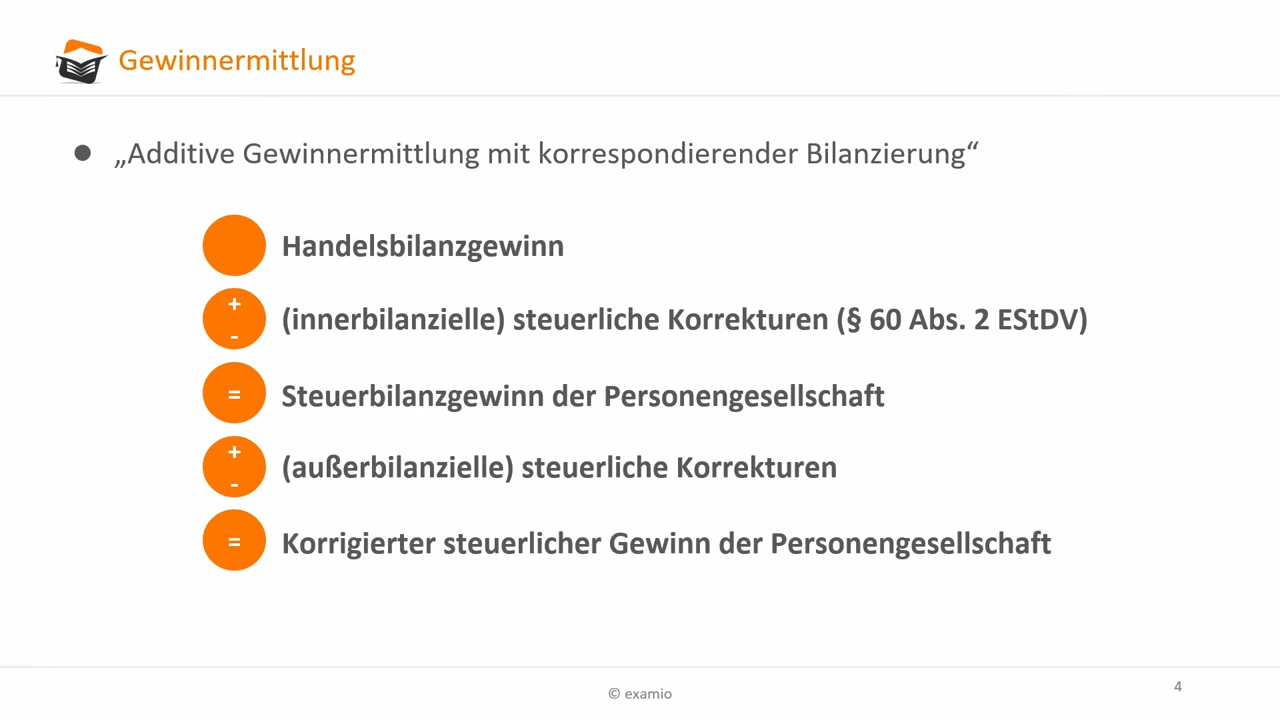 Gewinnermittlung
● „Additive Gewinnermittlung mit korrespondierender Bilanzierung“
Handelsbilanzgewinn
+
- (innerbilanzielle) steuerliche Korrekturen (§ 60 Abs. 2 EStDV)
= Steuerbilanzgewinn der Personengesellschaft
+
- (außerbilanzielle) steuerliche Korrekturen
= Korrigierter steuerlicher Gewinn der Personengesellschaft
© examio
4